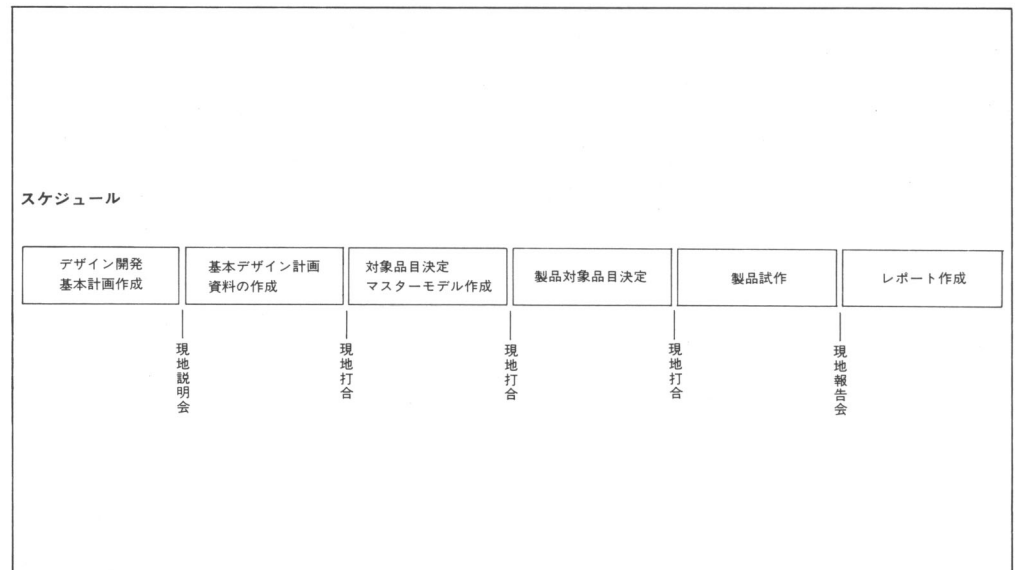 スケジュール
デザイン開発
基本計画作成
基本デザイン計画
資料の作成
対象品目決定
マスターモデル作成
製品対象品目決定
製品試作
レポート作成
現地説明会
現地打合
現地打合
現地打合
現地報告会